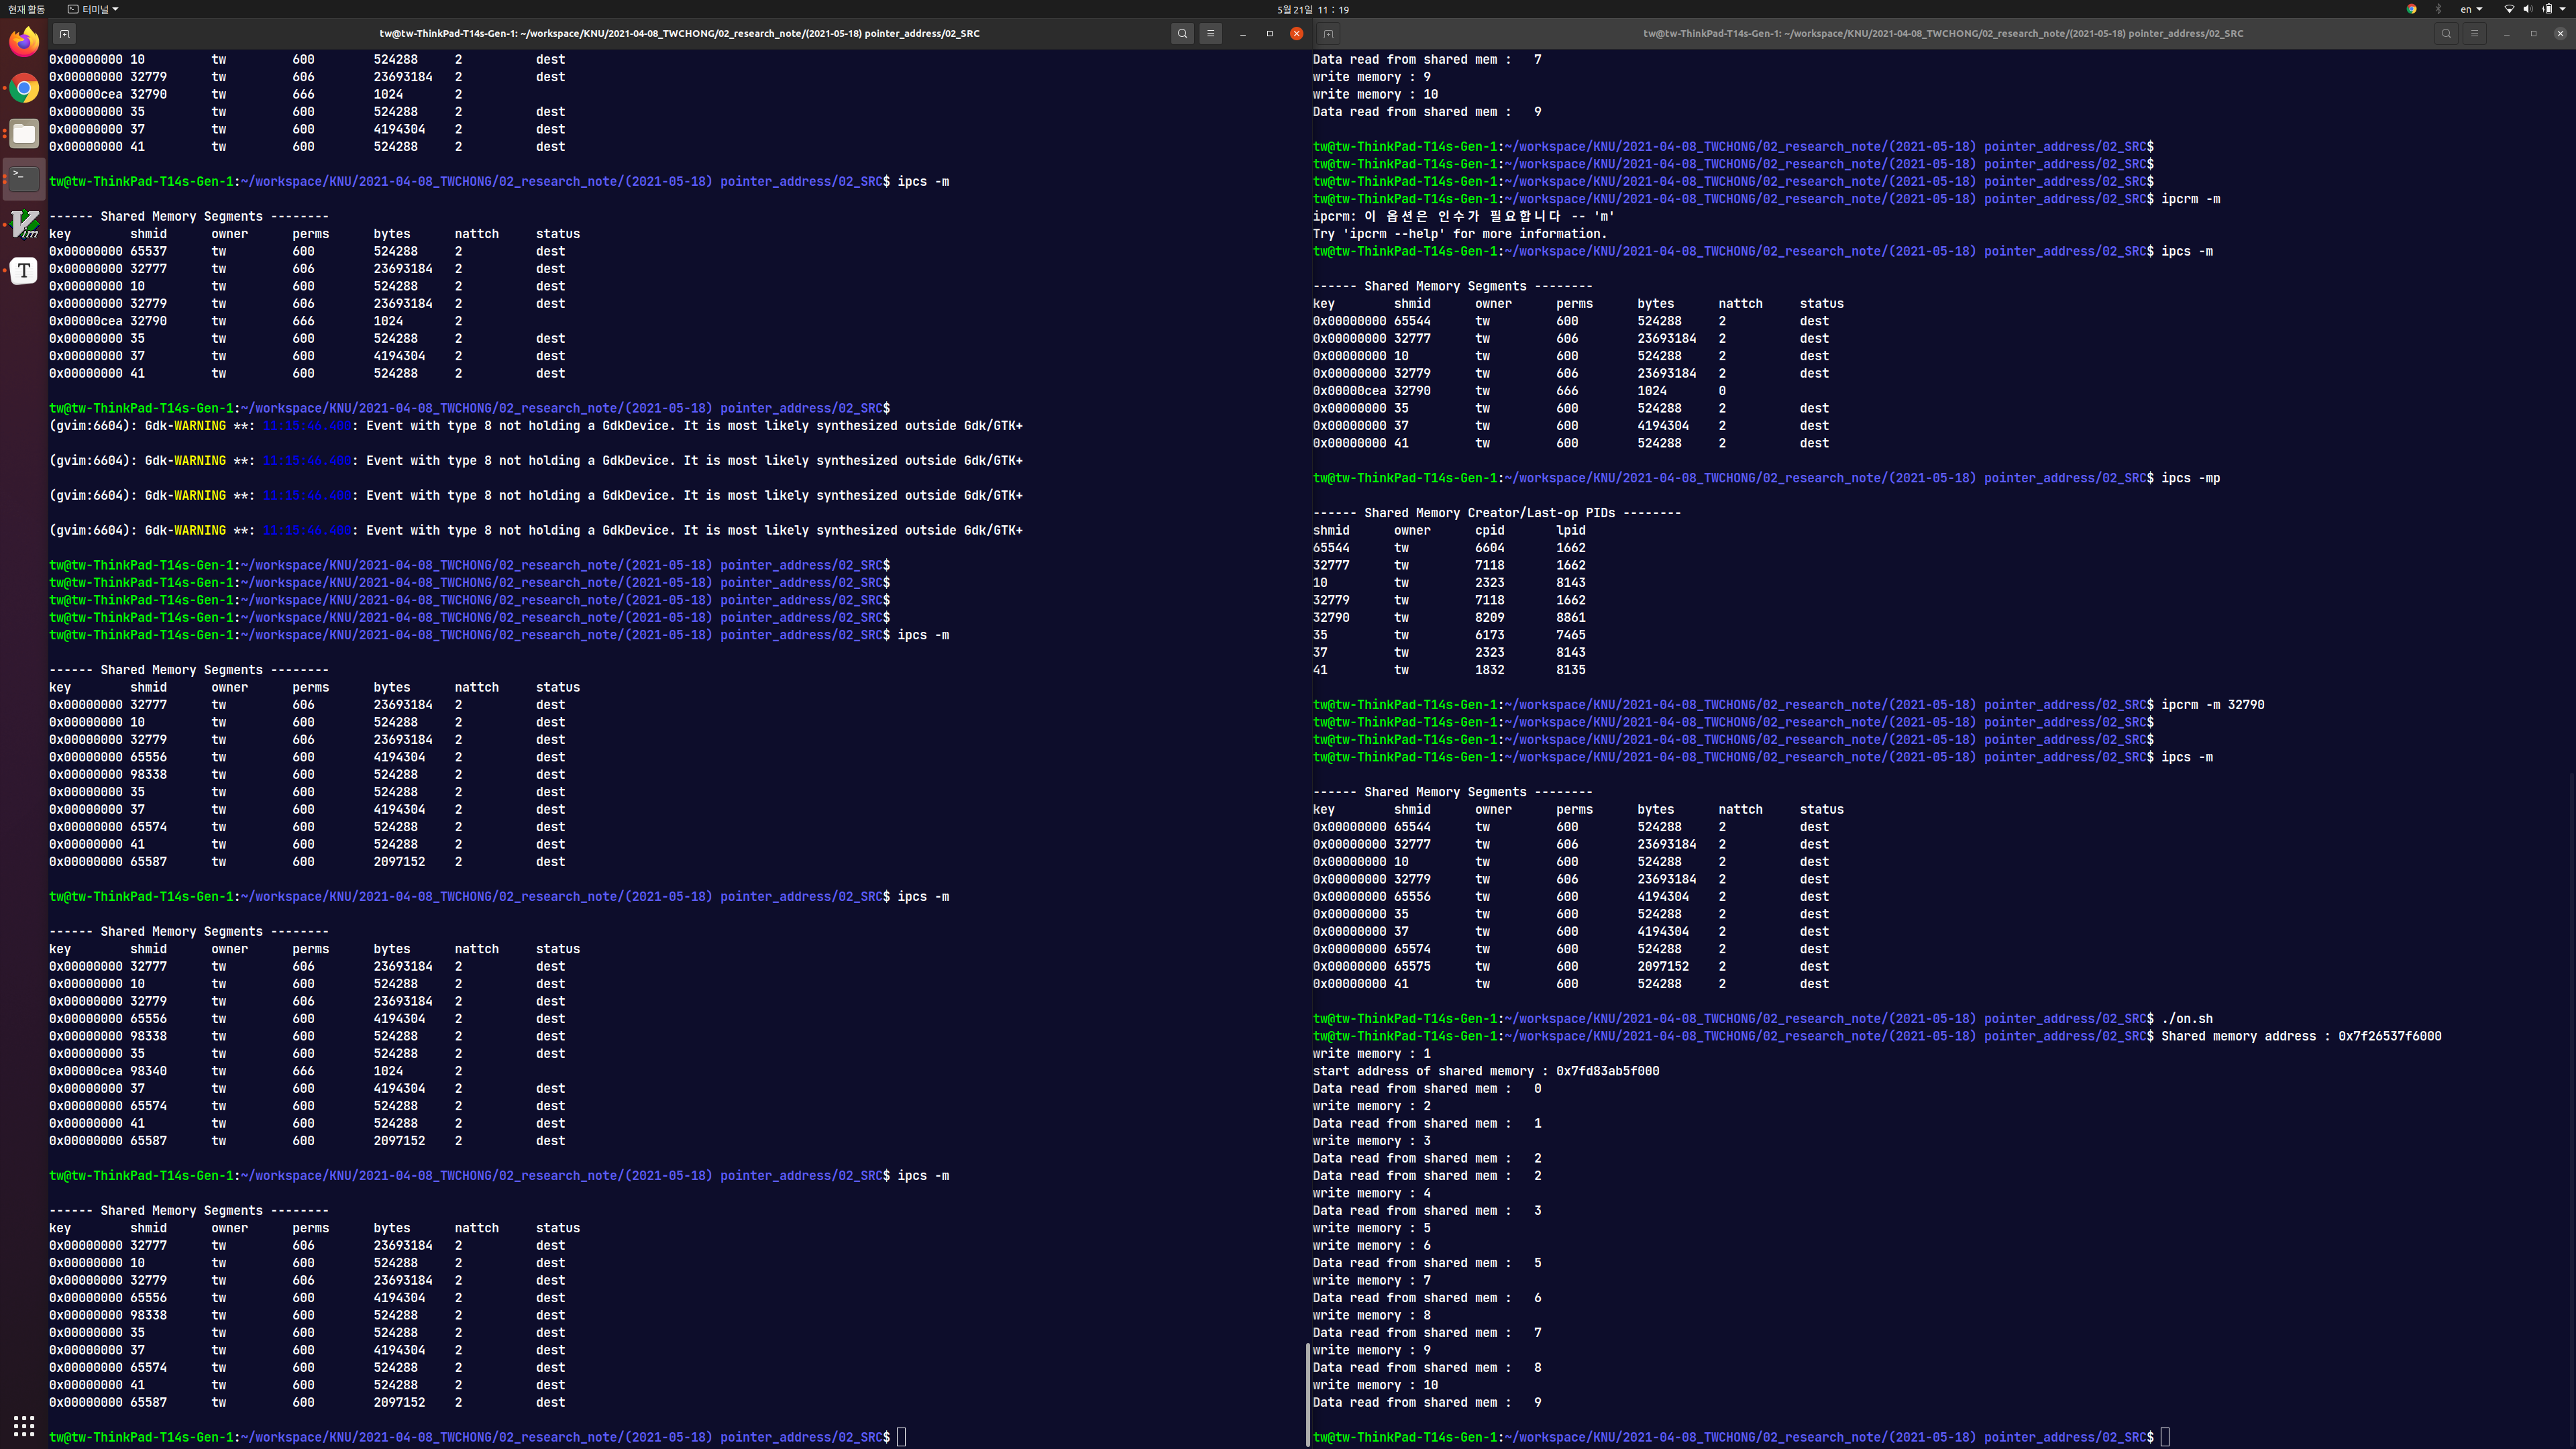 현재 활동
터미널
5월 21일 11 : 19
en
tw@tw-ThinkPad-T14s-Gen-1: ~/workspace/KNU/2021-04-08_TWCHONG/02_research_note/(2021-05-18) pointer_address/02_SRC
0x00000000 10 tw 600 524288 2 dest
0x00000000 32779 tw 606 23693184 2 dest
0x00000cea 32790 tw 666 1024 2
0x00000000 35 tw 600 524288 2 dest
0x00000000 37 tw 600 4194304 2 dest
0x00000000 41 tw 600 524288 2 dest
tw@tw-ThinkPad-T14s-Gen-1:~/workspace/KNU/2021-04-08_TWCHONG/02_research_note/(2021-05-18) pointer_address/02_SRC$ ipcs -m
------ Shared Memory Segments --------
key shmid owner perms bytes nattch status
0x00000000 65537 tw 600 524288 2 dest
0x00000000 32777 tw 606 23693184 2 dest
0x00000000 10 tw 600 524288 2 dest
0x00000000 32779 tw 606 23693184 2 dest
0x00000cea 32790 tw 666 1024 2
0x00000000 35 tw 600 524288 2 dest
0x00000000 37 tw 600 4194304 2 dest
0x00000000 41 tw 600 524288 2 dest
tw@tw-ThinkPad-T14s-Gen-1:~/workspace/KNU/2021-04-08_TWCHONG/02_research_note/(2021-05-18) pointer_address/02_SRC$
(gvim:6604): Gdk-WARNING **: 11:15:46.400: Event with type 8 not holding a GdkDevice. It is most likely synthesized outside Gdk/GTK+
(gvim:6604): Gdk-WARNING **: 11:15:46.400: Event with type 8 not holding a GdkDevice. It is most likely synthesized outside Gdk/GTK+
(gvim:6604): Gdk-WARNING **: 11:15:46.400: Event with type 8 not holding a GdkDevice. It is most likely synthesized outside Gdk/GTK+
(gvim:6604): Gdk-WARNING **: 11:15:46.400: Event with type 8 not holding a GdkDevice. It is most likely synthesized outside Gdk/GTK+
tw@tw-ThinkPad-T14s-Gen-1:~/workspace/KNU/2021-04-08_TWCHONG/02_research_note/(2021-05-18) pointer_address/02_SRC$
tw@tw-ThinkPad-T14s-Gen-1:~/workspace/KNU/2021-04-08_TWCHONG/02_research_note/(2021-05-18) pointer_address/02_SRC$
tw@tw-ThinkPad-T14s-Gen-1:~/workspace/KNU/2021-04-08_TWCHONG/02_research_note/(2021-05-18) pointer_address/02_SRC$
tw@tw-ThinkPad-T14s-Gen-1:~/workspace/KNU/2021-04-08_TWCHONG/02_research_note/(2021-05-18) pointer_address/02_SRC$
tw@tw-ThinkPad-T14s-Gen-1:~/workspace/KNU/2021-04-08_TWCHONG/02_research_note/(2021-05-18) pointer_address/02_SRC$ ipcs -m
------ Shared Memory Segments --------
key shmid owner perms bytes nattch status
0x00000000 32777 tw 606 23693184 2 dest
0x00000000 10 tw 600 524288 2 dest
0x00000000 32779 tw 606 23693184 2 dest
0x00000000 65556 tw 600 4194304 2 dest
0x00000000 98338 tw 600 524288 2 dest
0x00000000 35 tw 600 524288 2 dest
0x00000000 37 tw 600 4194304 2 dest
0x00000000 65574 tw 600 524288 2 dest
0x00000000 41 tw 600 524288 2 dest
0x00000000 65587 tw 600 2097152 2 dest
tw@tw-ThinkPad-T14s-Gen-1:~/workspace/KNU/2021-04-08_TWCHONG/02_research_note/(2021-05-18) pointer_address/02_SRC$ ipcs -m
------ Shared Memory Segments --------
key shmid owner perms bytes nattch status
0x00000000 32777 tw 606 23693184 2 dest
0x00000000 10 tw 600 524288 2 dest
0x00000000 32779 tw 606 23693184 2 dest
0x00000000 65556 tw 600 4194304 2 dest
0x00000000 98338 tw 600 524288 2 dest
0x00000000 35 tw 600 524288 2 dest
0x00000cea 98340 tw 666 1024 2
0x00000000 37 tw 600 4194304 2 dest
0x00000000 65574 tw 600 524288 2 dest
0x00000000 41 tw 600 524288 2 dest
0x00000000 65587 tw 600 2097152 2 dest
tw@tw-ThinkPad-T14s-Gen-1:~/workspace/KNU/2021-04-08_TWCHONG/02_research_note/(2021-05-18) pointer_address/02_SRC$ ipcs -m
------ Shared Memory Segments --------
key shmid owner perms bytes nattch status
0x00000000 32777 tw 606 23693184 2 dest
0x00000000 10 tw 600 524288 2 dest
0x00000000 32779 tw 606 23693184 2 dest
0x00000000 65556 tw 600 4194304 2 dest
0x00000000 98338 tw 600 524288 2 dest
0x00000000 35 tw 600 524288 2 dest
0x00000000 37 tw 600 4194304 2 dest
0x00000000 65574 tw 600 524288 2 dest
0x00000000 41 tw 600 524288 2 dest
0x00000000 65587 tw 600 2097152 2 dest
tw@tw-ThinkPad-T14s-Gen-1:~/workspace/KNU/2021-04-08_TWCHONG/02_research_note/(2021-05-18) pointer_address/02_SRC$
tw@tw-ThinkPad-T14s-Gen-1: ~/workspace/KNU/2021-04-08_TWCHONG/02_research_note/(2021-05-18) pointer_address/02_SRC
Data read from shared mem : 7
write memory : 9
write memory : 10
Data read from shared mem : 9
tw@tw-ThinkPad-T14s-Gen-1:~/workspace/KNU/2021-04-08_TWCHONG/02_research_note/(2021-05-18) pointer_address/02_SRC$
tw@tw-ThinkPad-T14s-Gen-1:~/workspace/KNU/2021-04-08_TWCHONG/02_research_note/(2021-05-18) pointer_address/02_SRC$
tw@tw-ThinkPad-T14s-Gen-1:~/workspace/KNU/2021-04-08_TWCHONG/02_research_note/(2021-05-18) pointer_address/02_SRC$
tw@tw-ThinkPad-T14s-Gen-1:~/workspace/KNU/2021-04-08_TWCHONG/02_research_note/(2021-05-18) pointer_address/02_SRC$ ipcrm -m
ipcrm: 이 옵션은 인수가 필요합니다 -- 'm'
Try 'ipcrm --help' for more information.
tw@tw-ThinkPad-T14s-Gen-1:~/workspace/KNU/2021-04-08_TWCHONG/02_research_note/(2021-05-18) pointer_address/02_SRC$ ipcs -m
------ Shared Memory Segments --------
key shmid owner perms bytes nattch status
0x00000000 65544 tw 600 524288 2 dest
0x00000000 32777 tw 606 23693184 2 dest
0x00000000 10 tw 600 524288 2 dest
0x00000000 32779 tw 606 23693184 2 dest
0x00000cea 32790 tw 666 1024 0
0x00000000 35 tw 600 524288 2 dest
0x00000000 37 tw 600 4194304 2 dest
0x00000000 41 tw 600 524288 2 dest
tw@tw-ThinkPad-T14s-Gen-1:~/workspace/KNU/2021-04-08_TWCHONG/02_research_note/(2021-05-18) pointer_address/02_SRC$ ipcs -mp
------ Shared Memory Creator/Last-op PIDs --------
shmid owner cpid lpid
65544 tw 6604 1662
32777 tw 7118 1662
10 tw 2323 8143
32779 tw 7118 1662
32790 tw 8209 8861
35 tw 6173 7465
37 tw 2323 8143
41 tw 1832 8135
tw@tw-ThinkPad-T14s-Gen-1:~/workspace/KNU/2021-04-08_TWCHONG/02_research_note/(2021-05-18) pointer_address/02_SRC$ ipcrm -m 32790
tw@tw-ThinkPad-T14s-Gen-1:~/workspace/KNU/2021-04-08_TWCHONG/02_research_note/(2021-05-18) pointer_address/02_SRC$
tw@tw-ThinkPad-T14s-Gen-1:~/workspace/KNU/2021-04-08_TWCHONG/02_research_note/(2021-05-18) pointer_address/02_SRC$
tw@tw-ThinkPad-T14s-Gen-1:~/workspace/KNU/2021-04-08_TWCHONG/02_research_note/(2021-05-18) pointer_address/02_SRC$ ipcs -m
------ Shared Memory Segments --------
key shmid owner perms bytes nattch status
0x00000000 65544 tw 600 524288 2 dest
0x00000000 32777 tw 606 23693184 2 dest
0x00000000 10 tw 600 524288 2 dest
0x00000000 32779 tw 606 23693184 2 dest
0x00000000 65556 tw 600 4194304 2 dest
0x00000000 35 tw 600 524288 2 dest
0x00000000 37 tw 600 4194304 2 dest
0x00000000 65574 tw 600 524288 2 dest
0x00000000 65575 tw 600 2097152 2 dest
0x00000000 41 tw 600 524288 2 dest
tw@tw-ThinkPad-T14s-Gen-1:~/workspace/KNU/2021-04-08_TWCHONG/02_research_note/(2021-05-18) pointer_address/02_SRC$ ./on.sh
tw@tw-ThinkPad-T14s-Gen-1:~/workspace/KNU/2021-04-08_TWCHONG/02_research_note/(2021-05-18) pointer_address/02_SRC$ Shared memory address : 0x7f26537f6000
write memory : 1
start address of shared memory : 0x7fd83ab5f000
Data read from shared mem : 0
write memory : 2
Data read from shared mem : 1
write memory : 3
Data read from shared mem : 2
Data read from shared mem : 2
write memory : 4
Data read from shared mem : 3
write memory : 5
write memory : 6
Data read from shared mem : 5
write memory : 7
Data read from shared mem : 6
write memory : 8
Data read from shared mem : 7
write memory : 9
Data read from shared mem : 8
write memory : 10
Data read from shared mem : 9
tw@tw-ThinkPad-T14s-Gen-1:~/workspace/KNU/2021-04-08_TWCHONG/02_research_note/(2021-05-18) pointer_address/02_SRC$